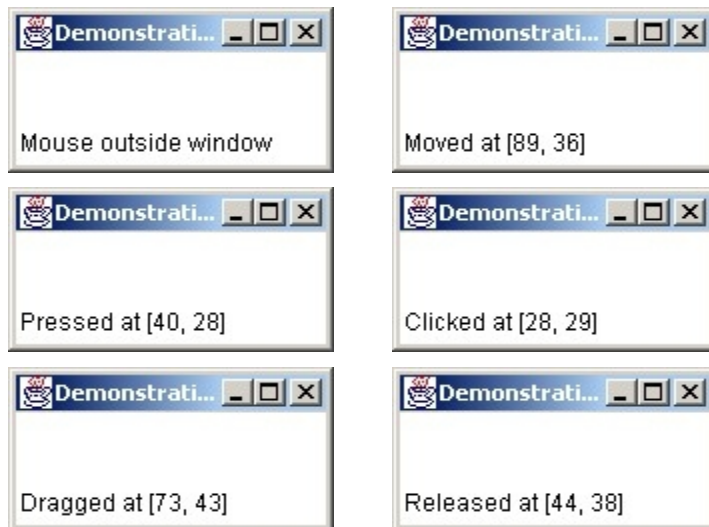 Demonstrati...
Mouse outside window
Demonstrati...
Moved at [89, 36]
Demonstrati...
Pressed at [40, 28]
Demonstrati...
Clicked at [28, 29]
Demonstrati...
Dragged at [73, 43]
Demonstrati...
Released at [44, 38]